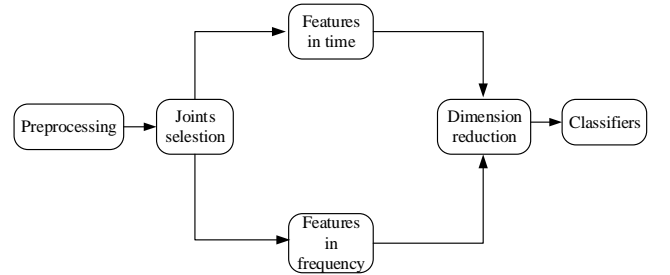 Features
in time
Preprocessing
Joints
selestion
Dimension
reduction
Classifiers
Features
in
frequency